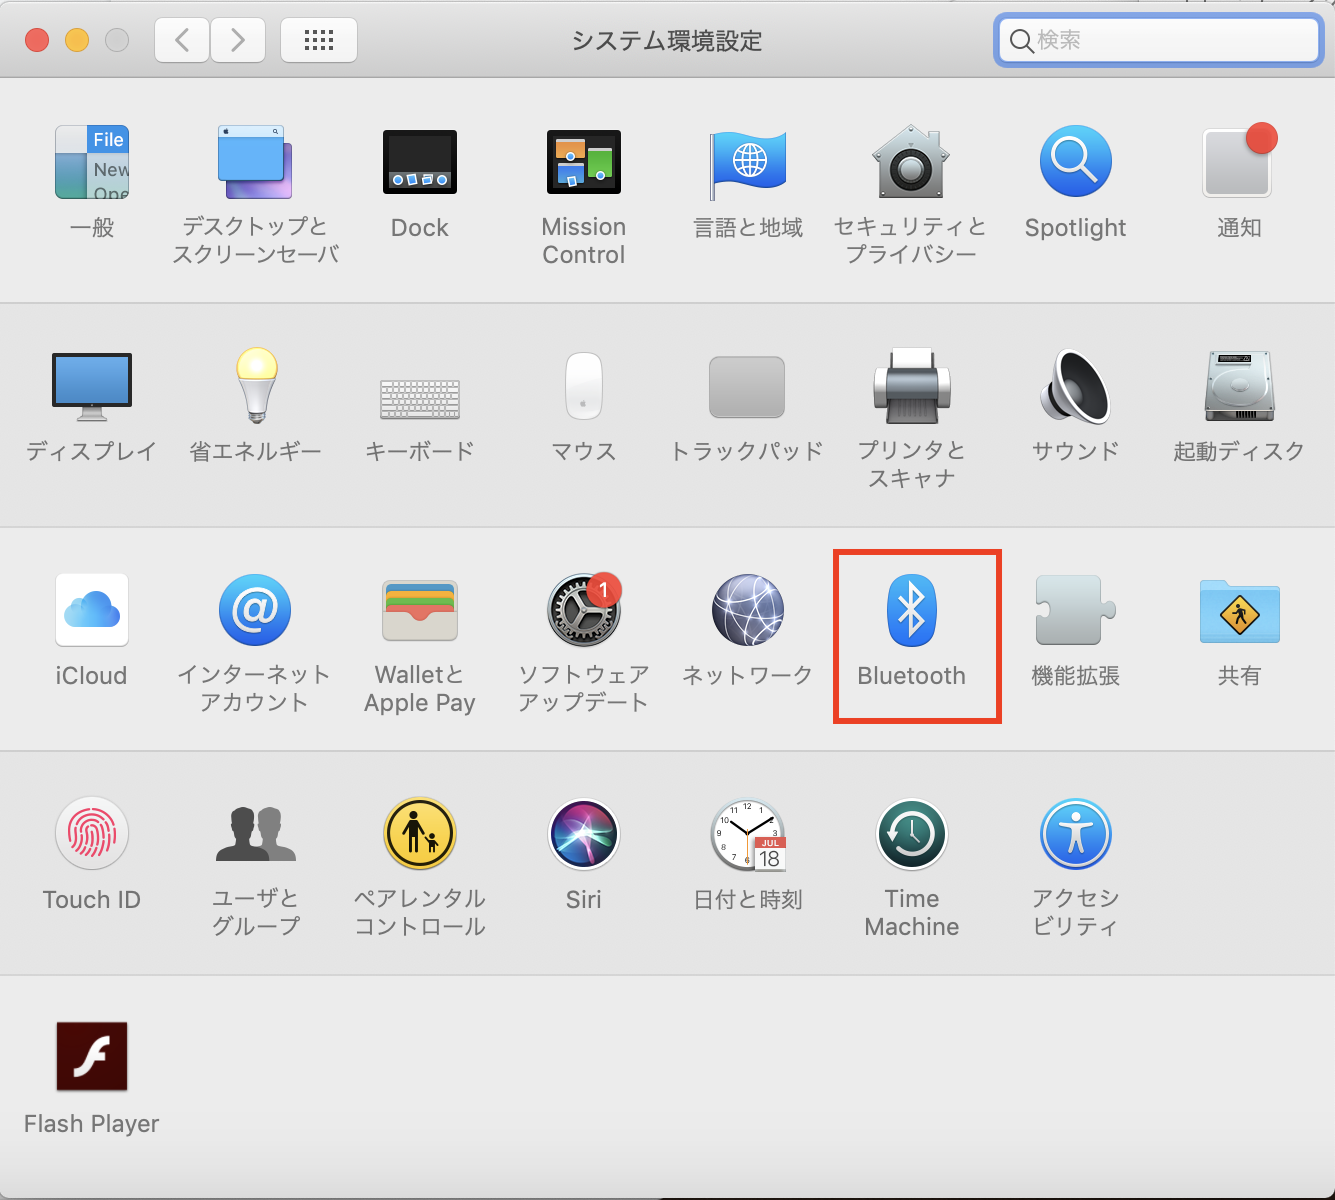 システム環境設定
検索
File
New
Ope
一般
デスクトップと
スクリーンセーバ
Dock
Mission
Control
言語と地域
セキュリティと
プライバシー
Spotlight
通知
ディスプレイ
省エネルギー
キーボード
マウス
トラックパッド
プリンタと
スキャナ
サウンド
起動ディスク
iCloud
@
インターネット
アカウント
Walletと
Apple Pay
1
ソフトウェア
アップデート
ネットワーク
Bluetooth
機能拡張
共有
Touch ID
ユーザと
グループ
ペアレンタル
コントロール
Siri
JUL
18
日付と時刻
Time
Machine
アクセシ
ビリティ
Flash Player